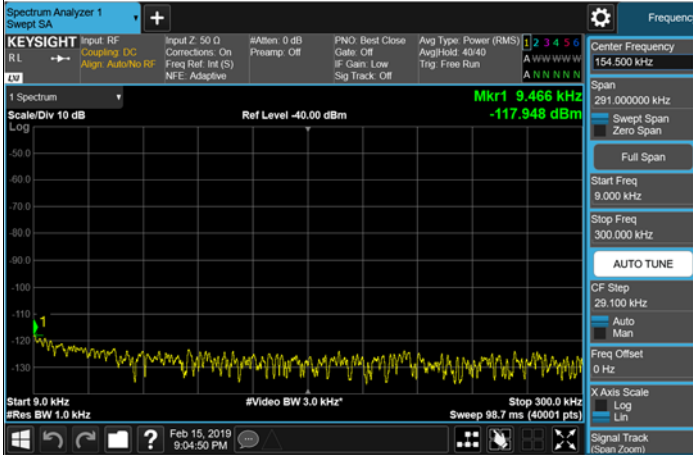 Spectrum Analyzer 1
Swept SA
+
Frequenc
KEYSIGHT
RL
LV
Input: RF
Coupling: DC
Align: Auto/No RF
Input Z: 50 Ω
Corrections: On
Freq Ref: Int (S)
NFE: Adaptive
#Atten: 0 dB
Preamp: Off
PNO: Best Close
Gate: Off
IF Gain: Low
Sig Track: Off
Avg Type: Power (RMS)
Avg|Hold: 40/40
Trig: Free Run
1 2 3 4 5 6
A W W W W W
A N N N N N
1 Spectrum
Mkr1 9.466 kHz
-117.948 dBm
Scale/Div 10 dB
Ref Level -40.00 dBm
Log
-50.0
-60.0
-70.0
-80.0
-90.0
-100
-110
-120
-130
1
Start 9.0 kHz
#Video BW 3.0 kHz*
Stop 300.0 kHz
#Res BW 1.0 kHz
Sweep 98.7 ms (40001 pts)
Center Frequency
154.500 kHz
Span
291.000000 kHz
Swept Span
Zero Span
Full Span
Start Freq
9.000 kHz
Stop Freq
300.000 kHz
AUTO TUNE
CF Step
29.100 kHz
Auto
Man
Freq Offset
0 Hz
X Axis Scale
Log
Lin
Signal Track
(Span Zoom)
?
Feb 15, 2019
9:04:50 PM